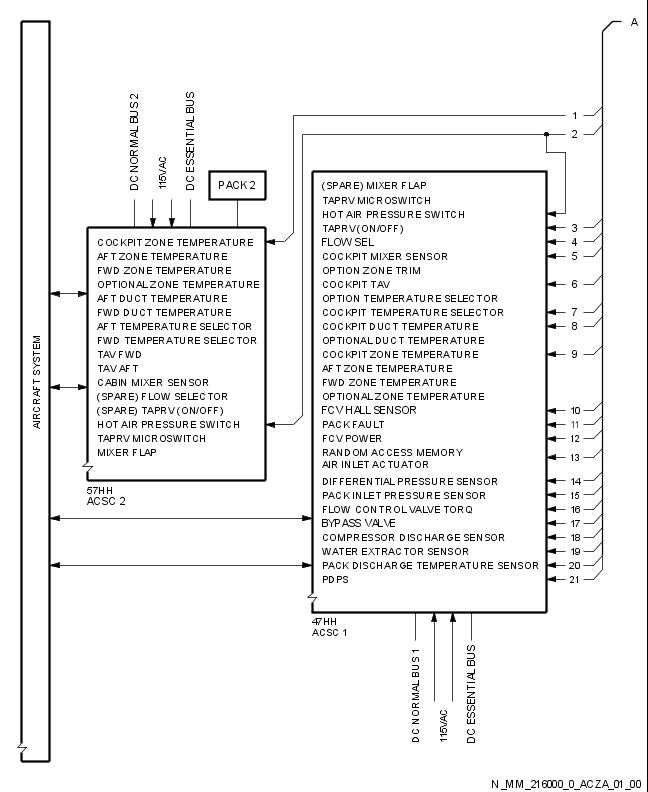 A
1
2
DC NORMAL BUS 2
115VAC
DC ESSENTIAL BUS
PACK 2
COCKPIT ZONE TEMPERATURE
AFT ZONE TEMPERATURE
FWD ZONE TEMPERATURE
OPTIONAL ZONE TEMPERATURE
AFT DUCT TEMPERATURE
FWD DUCT TEMPERATURE
AFT TEMPERATURE SELECTOR
FWD TEMPERATURE SELECTOR
TAV FWD
TAV AFT
CABIN MIXER SENSOR
(SPARE) FLOW SELECTOR
(SPARE) TAPRV (ON/OFF)
HOT AIR PRESSURE SWITCH
TAPRV MICROSWITCH
MIXER FLAP
57HH
ACSC 2
AIRCRAFT SYSTEM
(SPARE) MIXER FLAP
TAPRV MICROSWITCH
HOT AIR PRESSURE SWITCH
TAPRV (ON/OFF) 3
FLOW SEL 4
COCKPIT MIXER SENSOR 5
OPTION ZONE TRIM
COCKPIT TAV 6
OPTION TEMPERATURE SELECTOR
COCKPIT TEMPERATURE SELECTOR 7
COCKPIT DUCT TEMPERATURE 8
OPTIONAL DUCT TEMPERATURE
COCKPIT ZONE TEMPERATURE 9
AFT ZONE TEMPERATURE
FWD ZONE TEMPERATURE
OPTIONAL ZONE TEMPERATURE
FCV HALL SENSOR 10
PACK FAULT 11
FCV POWER 12
RANDOM ACCESS MEMORY 13
AIR INLET ACTUATOR
DIFFERENTIAL PRESSURE SENSOR 14
PACK INLET PRESSURE SENSOR 15
FLOW CONTROL VALVE TORQ 16
BYPASS VALVE 17
COMPRESSOR DISCHARGE SENSOR 18
WATER EXTRACTOR SENSOR 19
PACK DISCHARGE TEMPERATURE SENSOR 20
PDPS 21
47HH
ACSC 1
DC NORMAL BUS 1
115VAC
DC ESSENTIAL BUS
N_MM_216000_0_ACZA_01_00